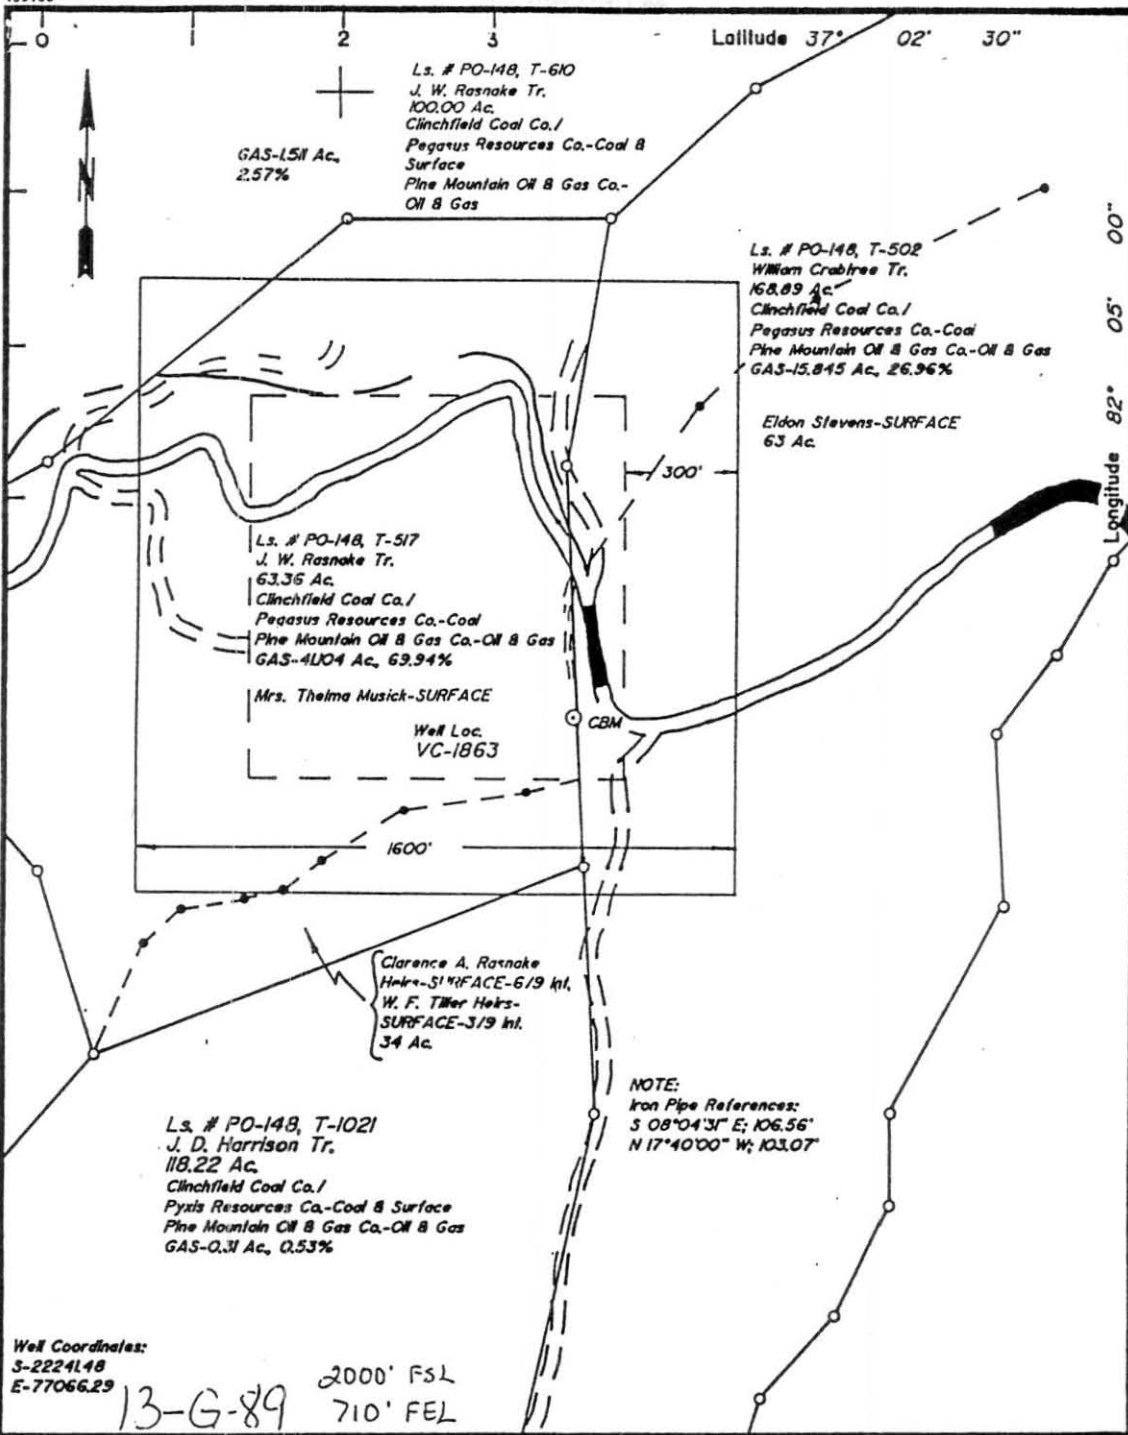 0 1 2 3
Latitude 37° 02' 30"
Ls. # PO-148, T-610
J. W. Rasnake Tr.
100.00 Ac.
Clinchfield Coal Co./
Pegasus Resources Co.-Coal &
Surface
Pine Mountain Oil & Gas Co.-
Oil & Gas
GAS-1.511 Ac.,
2.57%
N
Longitude 82° 05' 00"
Ls. # PO-148, T-502
William Crabtree Tr.
168.89 Ac.
Clinchfield Coal Co./
Pegasus Resources Co.-Coal
Pine Mountain Oil & Gas Co.-Oil & Gas
GAS-15.845 Ac., 26.96%
Eldon Stevens-SURFACE
63 Ac.
300'
Ls. # PO-148, T-517
J. W. Rasnake Tr.
63.36 Ac.
Clinchfield Coal Co./
Pegasus Resources Co.-Coal
Pine Mountain Oil & Gas Co.-Oil & Gas
GAS-41.104 Ac., 69.94%
Mrs. Thelma Musick-SURFACE
Well Loc.
VC-1863
CBM
1600'
Clarence A. Rasnake
Heirs-SURFACE-6/9 Int.
W. F. Tiller Heirs-
SURFACE-3/9 Int.
34 Ac.
NOTE:
Iron Pipe References:
S 08°04'31" E; 106.56'
N 17°40'00" W; 103.07'
Ls. # PO-148, T-1021
J. D. Harrison Tr.
118.22 Ac.
Clinchfield Coal Co./
Pyxis Resources Co.-Coal & Surface
Pine Mountain Oil & Gas Co.-Oil & Gas
GAS-0.31 Ac., 0.53%
Well Coordinates:
S-22241.48
E-77066.29
13-G-89
2000' FSL
710' FEL